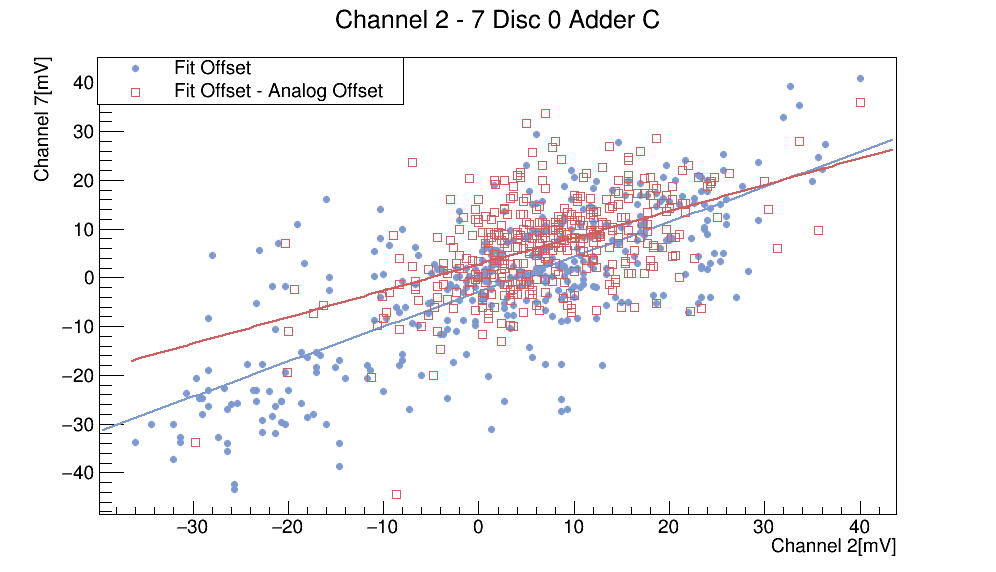 Channel 2 - 7 Disc 0 Adder C
Channel 7[mV]
Fit Offset
Fit Offset - Analog Offset
40
30
20
10
0
−10
−20
−30
−40
−30 −20 −10 0 10 20 30 40
Channel 2[mV]